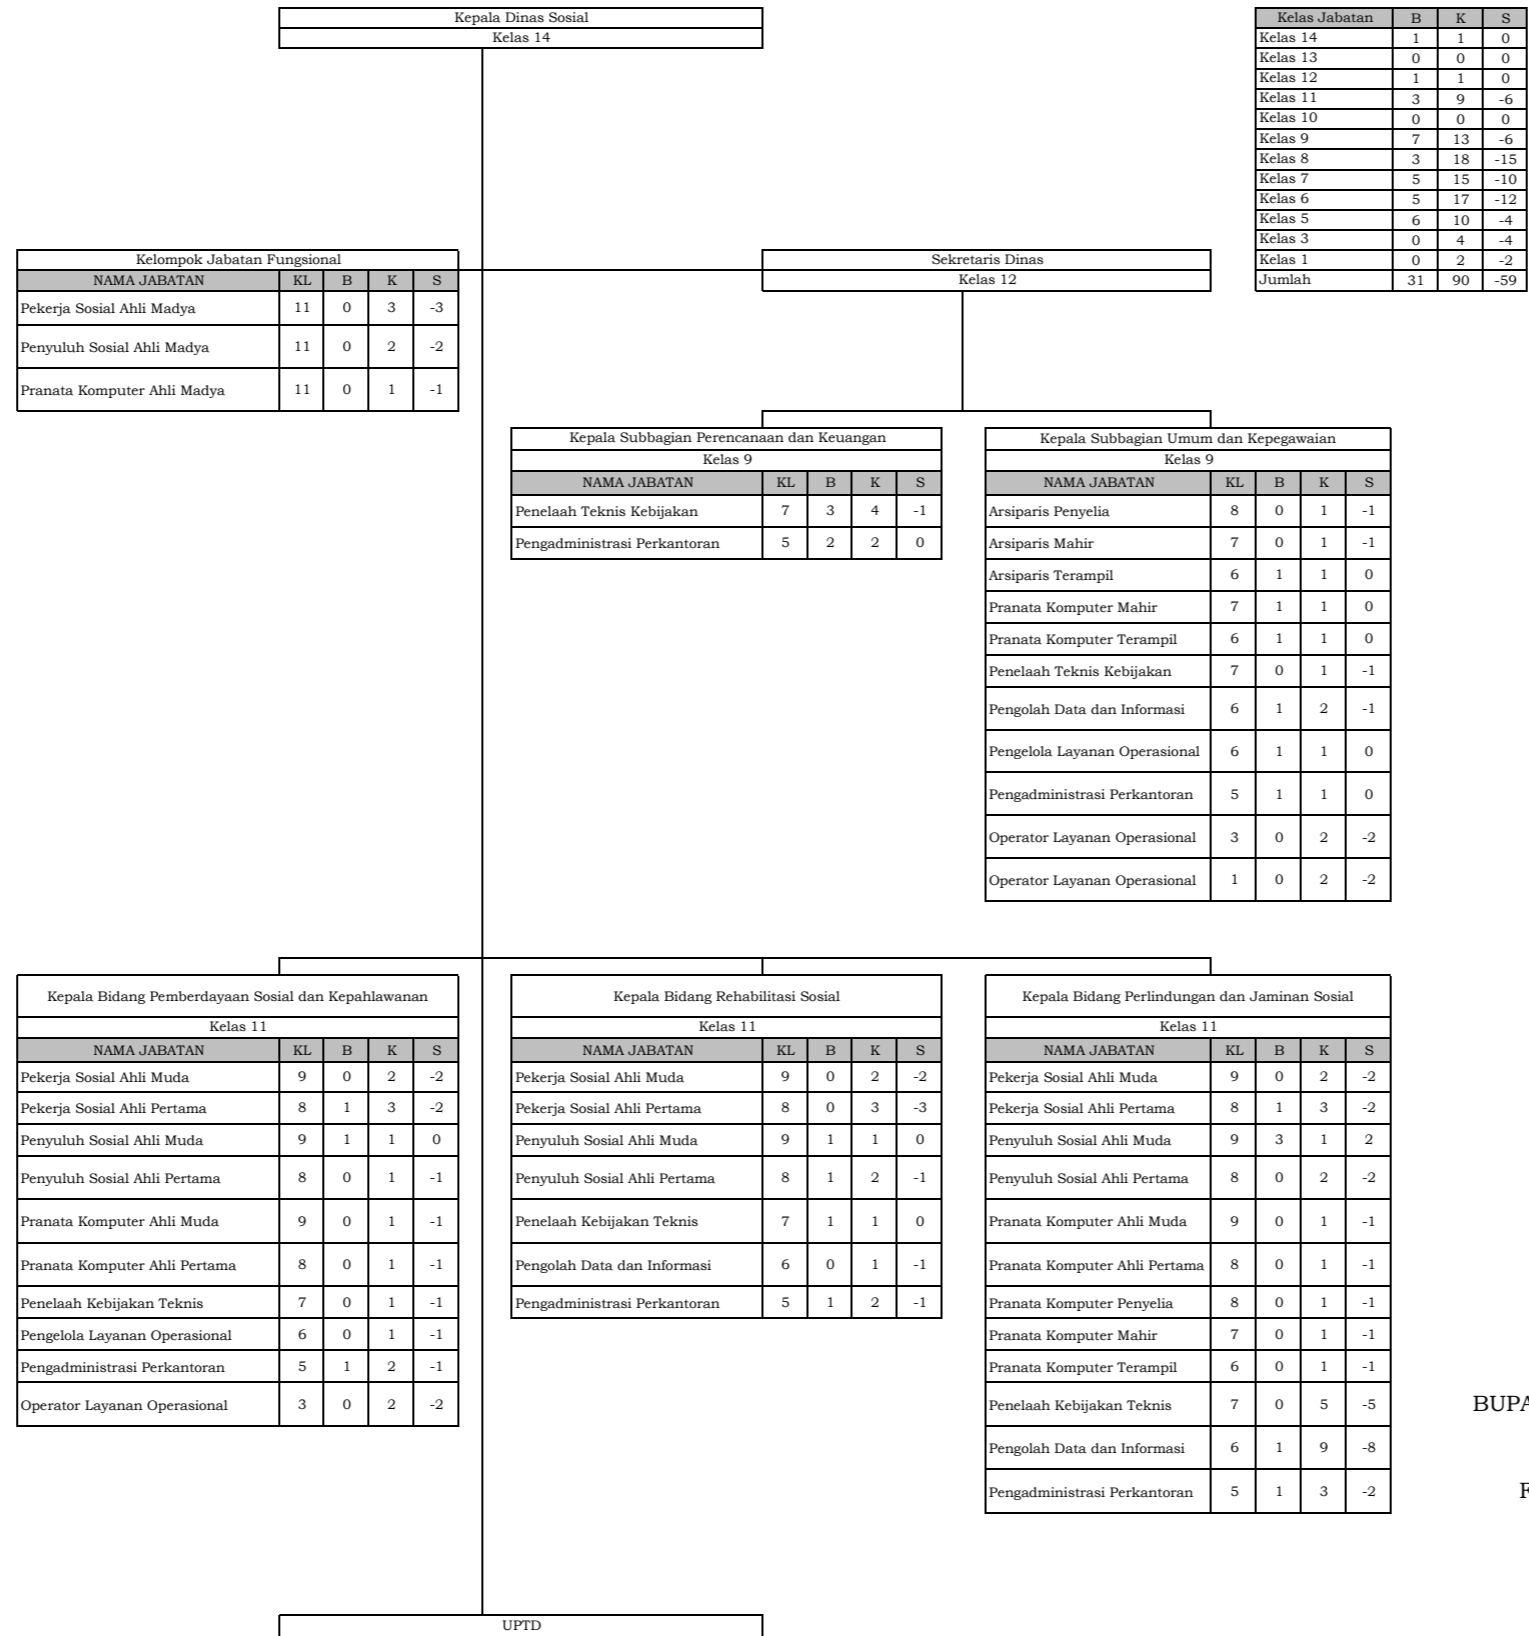 Kepala Dinas Sosial
Kelas 14
Kelas Jabatan B K S
Kelas 14 1 1 0
Kelas 13 0 0 0
Kelas 12 1 1 0
Kelas 11 3 9 -6
Kelas 10 0 0 0
Kelas 9 7 13 -6
Kelas 8 3 18 -15
Kelas 7 5 15 -10
Kelas 6 5 17 -12
Kelas 5 6 10 -4
Kelas 3 0 4 -4
Kelas 1 0 2 -2
Jumlah 31 90 -59
Kelompok Jabatan Fungsional
NAMA JABATAN KL B K S
Pekerja Sosial Ahli Madya 11 0 3 -3
Penyuluh Sosial Ahli Madya 11 0 2 -2
Pranata Komputer Ahli Madya 11 0 1 -1
Sekretaris Dinas
Kelas 12
Kepala Subbagian Perencanaan dan Keuangan
Kelas 9
NAMA JABATAN KL B K S
Penelaah Teknis Kebijakan 7 3 4 -1
Pengadministrasi Perkantoran 5 2 2 0
Kepala Subbagian Umum dan Kepegawaian
Kelas 9
NAMA JABATAN KL B K S
Arsiparis Penyelia 8 0 1 -1
Arsiparis Mahir 7 0 1 -1
Arsiparis Terampil 6 1 1 0
Pranata Komputer Mahir 7 1 1 0
Pranata Komputer Terampil 6 1 1 0
Penelaah Teknis Kebijakan 7 0 1 -1
Pengolah Data dan Informasi 6 1 2 -1
Pengelola Layanan Operasional 6 1 1 0
Pengadministrasi Perkantoran 5 1 1 0
Operator Layanan Operasional 3 0 2 -2
Operator Layanan Operasional 1 0 2 -2
Kepala Bidang Pemberdayaan Sosial dan Kepahlawanan
Kelas 11
NAMA JABATAN KL B K S
Pekerja Sosial Ahli Muda 9 0 2 -2
Pekerja Sosial Ahli Pertama 8 1 3 -2
Penyuluh Sosial Ahli Muda 9 1 1 0
Penyuluh Sosial Ahli Pertama 8 0 1 -1
Pranata Komputer Ahli Muda 9 0 1 -1
Pranata Komputer Ahli Pertama 8 0 1 -1
Penelaah Kebijakan Teknis 7 0 1 -1
Pengelola Layanan Operasional 6 0 1 -1
Pengadministrasi Perkantoran 5 1 2 -1
Operator Layanan Operasional 3 0 2 -2
Kepala Bidang Rehabilitasi Sosial
Kelas 11
NAMA JABATAN KL B K S
Pekerja Sosial Ahli Muda 9 0 2 -2
Pekerja Sosial Ahli Pertama 8 0 3 -3
Penyuluh Sosial Ahli Muda 9 1 1 0
Penyuluh Sosial Ahli Pertama 8 1 2 -1
Penelaah Kebijakan Teknis 7 1 1 0
Pengolah Data dan Informasi 6 0 1 -1
Pengadministrasi Perkantoran 5 1 2 -1
Kepala Bidang Perlindungan dan Jaminan Sosial
Kelas 11
NAMA JABATAN KL B K S
Pekerja Sosial Ahli Muda 9 0 2 -2
Pekerja Sosial Ahli Pertama 8 1 3 -2
Penyuluh Sosial Ahli Muda 9 3 1 2
Penyuluh Sosial Ahli Pertama 8 0 2 -2
Pranata Komputer Ahli Muda 9 0 1 -1
Pranata Komputer Ahli Pertama 8 0 1 -1
Pranata Komputer Penyelia 8 0 1 -1
Pranata Komputer Mahir 7 0 1 -1
Pranata Komputer Terampil 6 0 1 -1
Penelaah Kebijakan Teknis 7 0 5 -5
Pengolah Data dan Informasi 6 1 9 -8
Pengadministrasi Perkantoran 5 1 3 -2
UPTD